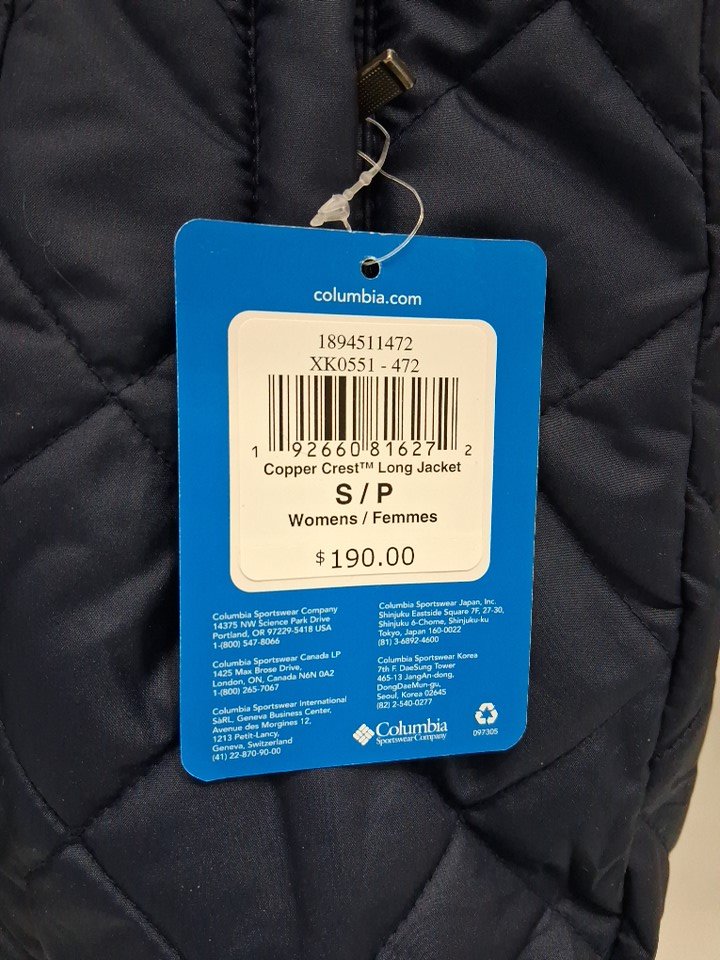 columbia.com
1894511472
XK0551 - 472
1 92660 81627 2
Copper Crest™ Long Jacket
S / P
Womens / Femmes
$190.00
Columbia Sportswear Company
14375 NW Science Park Drive
Portland, OR 97229-5418 USA
1-(800) 547-8066
Columbia Sportswear Canada LP
1425 Max Brose Drive,
London, ON, Canada N6N 0A2
1-(800) 265-7067
Columbia Sportswear International
SàRL, Geneva Business Center,
Avenue des Morgines 12,
1213 Petit-Lancy,
Geneva, Switzerland
(41) 22-870-90-00
Columbia Sportswear Japan, Inc.
Shinjuku Eastside Square 7F, 27-30,
Shinjuku 6-Chome, Shinjuku-ku
Tokyo, Japan 160-0022
(81) 3-6892-4600
Columbia Sportswear Korea
7th F. DaeSung Tower
465-13 JangAn-dong,
DongDaeMun-gu,
Seoul, Korea 02645
(82) 2-540-0277
Columbia
Sportswear Company
097305